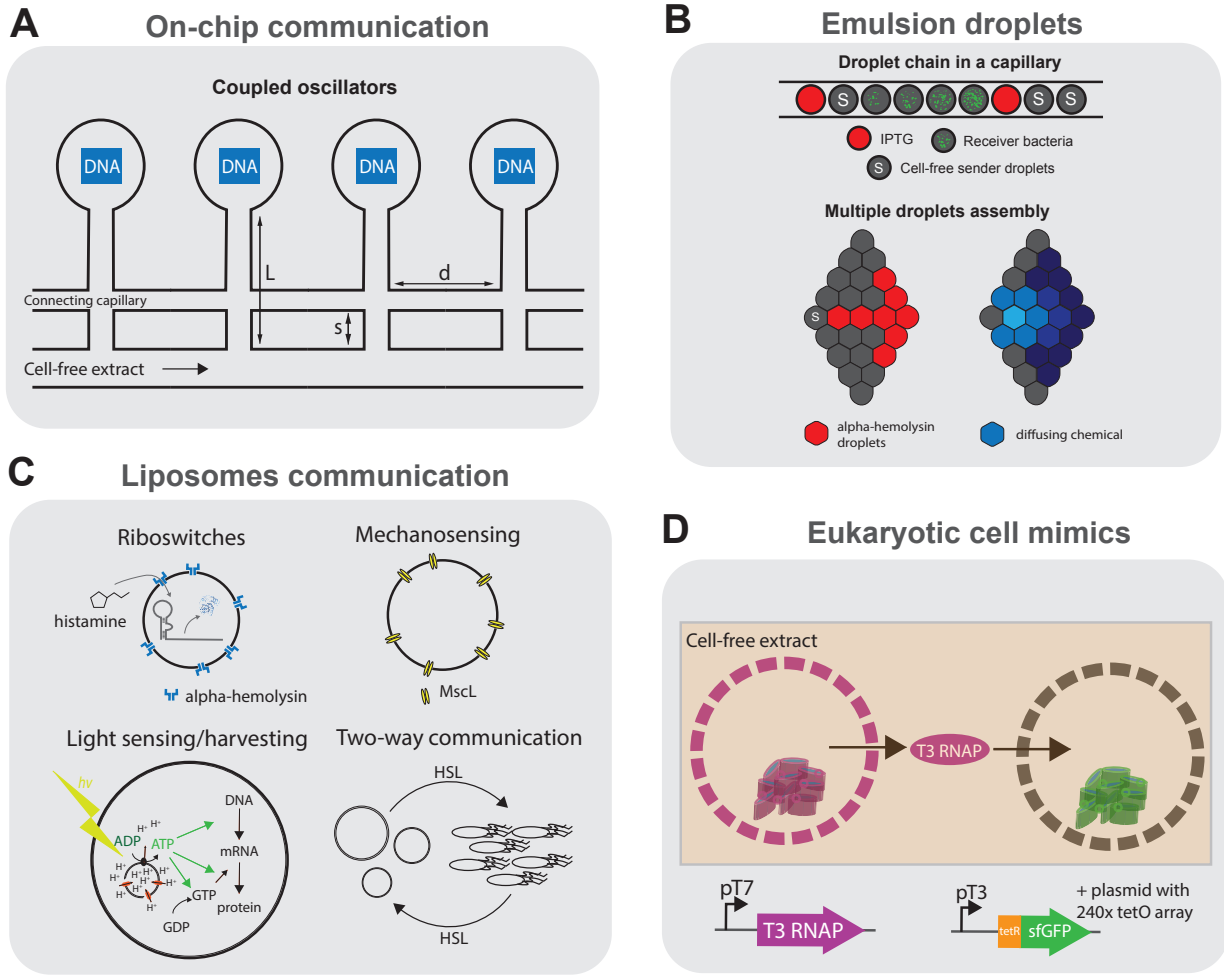 A
On-chip communication
Coupled oscillators
DNA
DNA
DNA
DNA
L
d
Connecting capillary
s
Cell-free extract
B
Emulsion droplets
Droplet chain in a capillary
S
S
S
IPTG
Receiver bacteria
S
Cell-free sender droplets
Multiple droplets assembly
S
alpha-hemolysin
droplets
diffusing chemical
C
Liposomes communication
Riboswitches
histamine
alpha-hemolysin
Mechanosensing
MscL
Light sensing/harvesting
hv
DNA
H+
H+
ADP
ATP
mRNA
H+
H+
H+
H+
H+
H+
H+
H+
H+
H+
H+
GTP
GDP
protein
Two-way communication
HSL
HSL
D
Eukaryotic cell mimics
Cell-free extract
T3 RNAP
pT7
T3 RNAP
pT3
tetR
sfGFP
+ plasmid with
240x tetO array